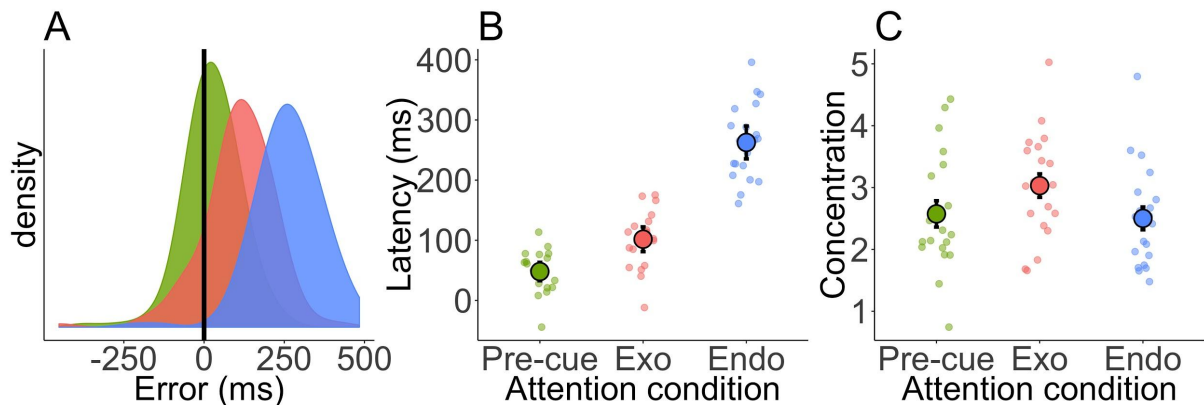 A
density
-250
0
250
500
Error (ms)
B
Latency (ms)
400
300
200
100
0
Pre-cue
Exo
Endo
Attention condition
C
Concentration
5
4
3
2
1
Pre-cue
Exo
Endo
Attention condition